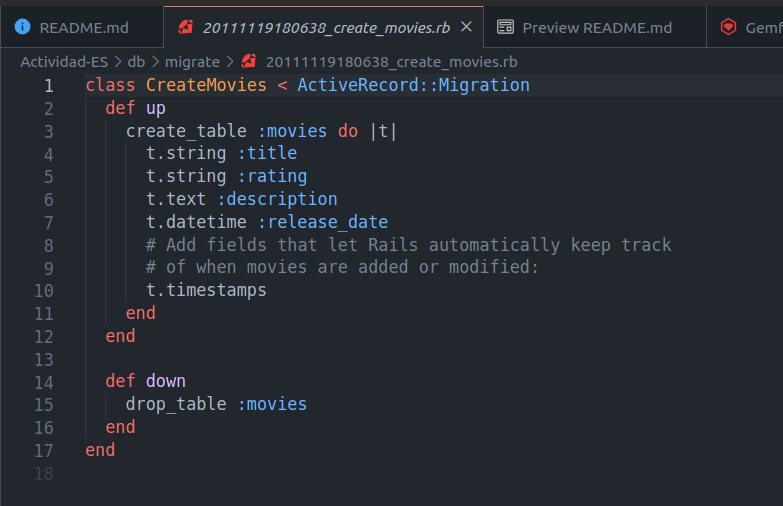 README.md 20111119180638_create_movies.rb Preview README.md Gemf
Actividad-ES > db > migrate > 20111119180638_create_movies.rb
1 class CreateMovies < ActiveRecord::Migration
2   def up
3     create_table :movies do |t|
4       t.string :title
5       t.string :rating
6       t.text :description
7       t.datetime :release_date
8       # Add fields that let Rails automatically keep track
9       # of when movies are added or modified:
10       t.timestamps
11     end
12   end
13
14   def down
15     drop_table :movies
16   end
17 end
18